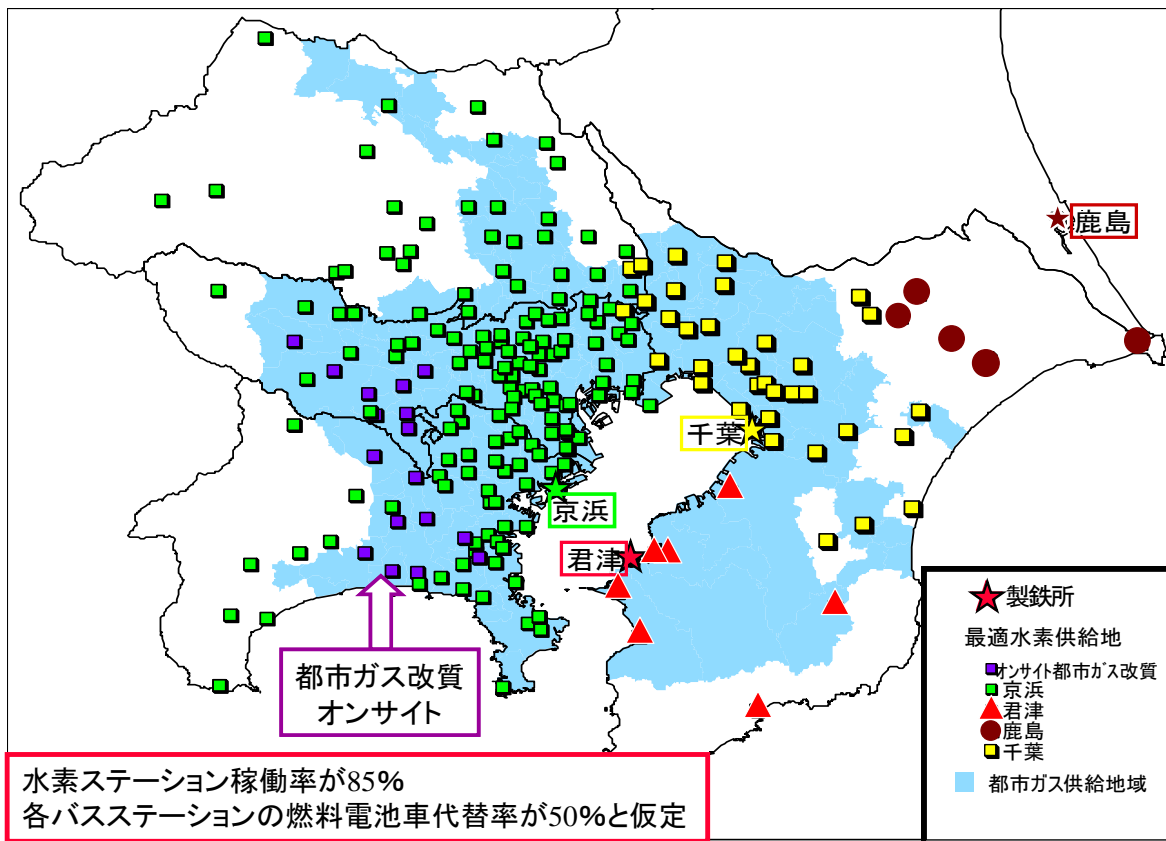 鹿島
千葉
京浜
君津
都市ガス改質
オンサイト
製鉄所
最適水素供給地
オンサイト都市ガス改質
京浜
君津
鹿島
千葉
都市ガス供給地域
水素ステーション稼働率が85%
各バスステーションの燃料電池車代替率が50%と仮定